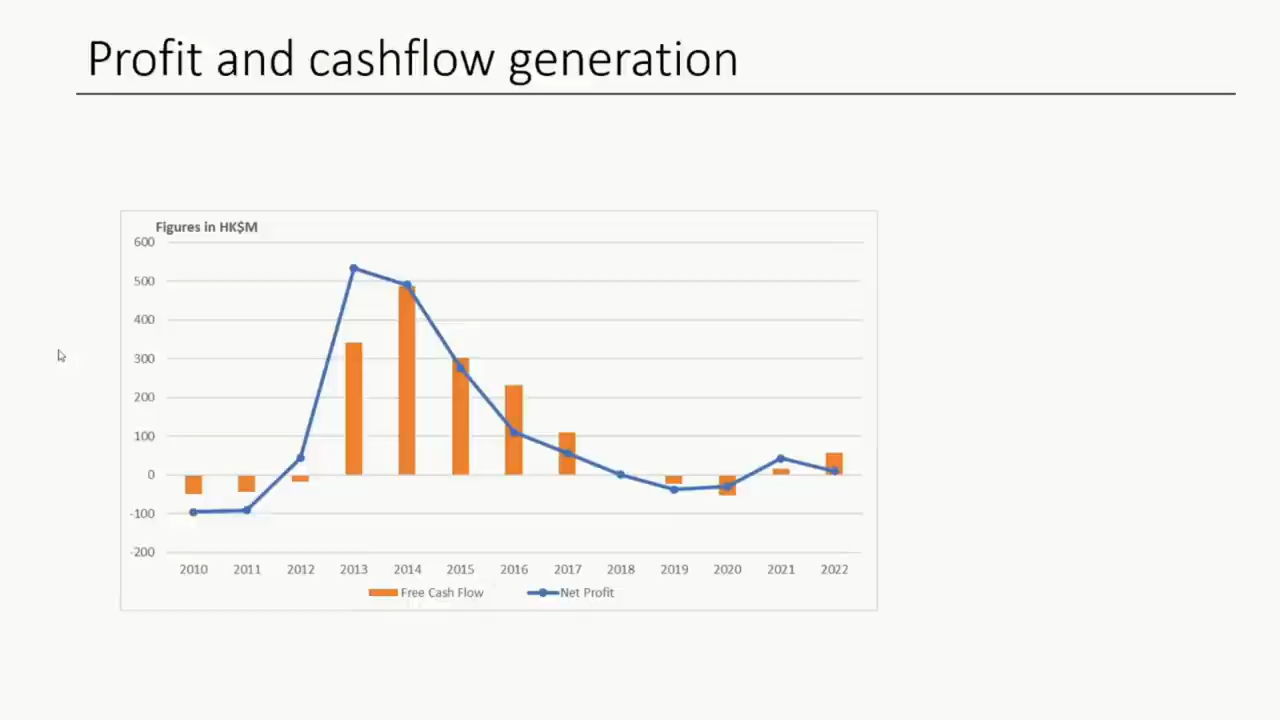 Profit and cashflow generation
Figures in HK$M
600
500
400
300
200
100
0
-100
-200
2010 2011 2012 2013 2014 2015 2016 2017 2018 2019 2020 2021 2022
Free Cash Flow Net Profit